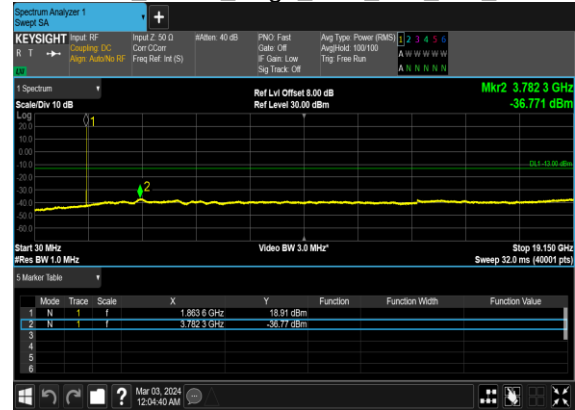 Spectrum Analyzer 1
Swept SA
+
KEYSIGHT Input: RF Input Z: 50 Ω #Atten: 40 dB PNO: Fast Avg Type: Power (RMS) 1 2 3 4 5 6
R T Coupling: DC Corr CCorr Gate: Off Avg|Hold: 100/100 A W W W W W
Align: Auto/No RF Freq Ref: Int (S) IF Gain: Low Trig: Free Run
Sig Track: Off A N N N N N
1 Spectrum Ref Lvl Offset 8.00 dB Mkr2 3.782 3 GHz
Scale/Div 10 dB Ref Level 30.00 dBm -36.771 dBm
Log
1
20.0
10.0
0.00
-10.0 DL1 -13.00 dBm
-20.0
-30.0 2
-40.0
-50.0
-60.0
Start 30 MHz Video BW 3.0 MHz* Stop 19.150 GHz
#Res BW 1.0 MHz Sweep 32.0 ms (40001 pts)
5 Marker Table
Mode Trace Scale X Y Function Function Width Function Value
1 N 1 f 1.863 6 GHz 18.91 dBm
2 N 1 f 3.782 3 GHz -36.77 dBm
3
4
5
6
? Mar 03, 2024
12:04:40 AM